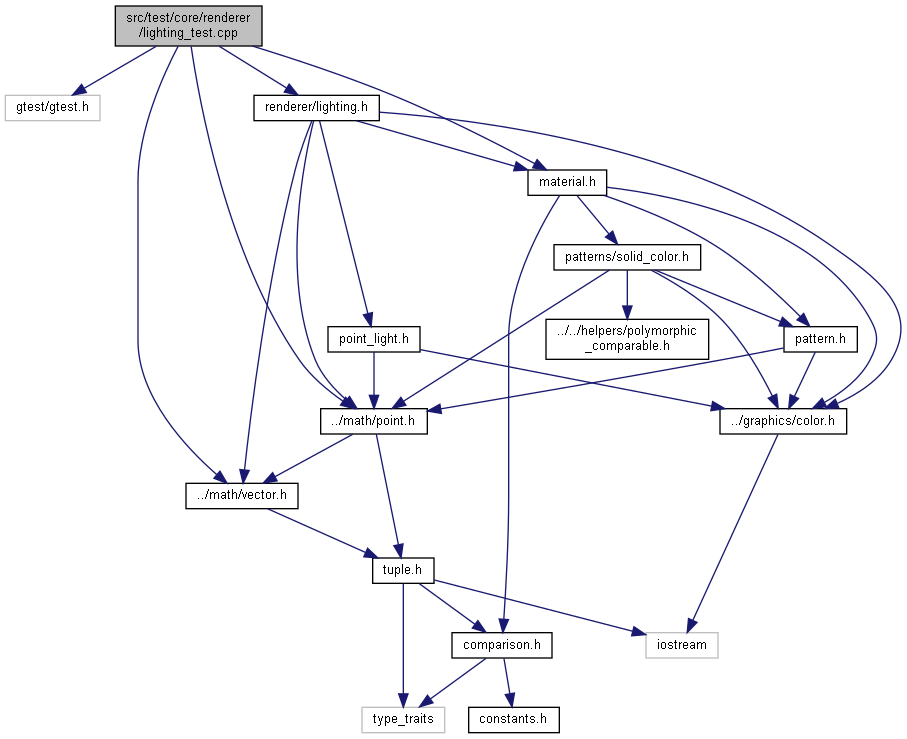 src/test/core/renderer
/lighting_test.cpp
gtest/gtest.h
renderer/lighting.h
material.h
patterns/solid_color.h
point_light.h
../../helpers/polymorphic
_comparable.h
pattern.h
../math/point.h
../graphics/color.h
../math/vector.h
tuple.h
comparison.h
iostream
type_traits
constants.h